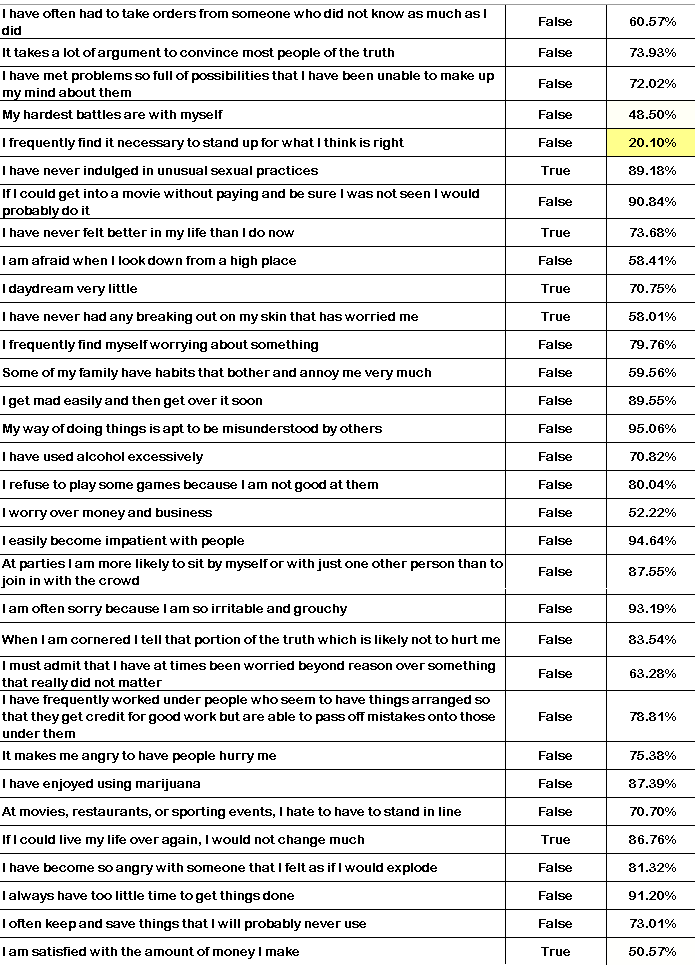 I have often had to take orders from someone who did not know as much as I
did False 60.57%
It takes a lot of argument to convince most people of the truth False 73.93%
I have met problems so full of possibilities that I have been unable to make up
my mind about them False 72.02%
My hardest battles are with myself False 48.50%
I frequently find it necessary to stand up for what I think is right False 20.10%
I have never indulged in unusual sexual practices True 89.18%
If I could get into a movie without paying and be sure I was not seen I would
probably do it False 90.84%
I have never felt better in my life than I do now True 73.68%
I am afraid when I look down from a high place False 58.41%
I daydream very little True 70.75%
I have never had any breaking out on my skin that has worried me True 58.01%
I frequently find myself worrying about something False 79.76%
Some of my family have habits that bother and annoy me very much False 59.56%
I get mad easily and then get over it soon False 89.55%
My way of doing things is apt to be misunderstood by others False 95.06%
I have used alcohol excessively False 70.82%
I refuse to play some games because I am not good at them False 80.04%
I worry over money and business False 52.22%
I easily become impatient with people False 94.64%
At parties I am more likely to sit by myself or with just one other person than to
join in with the crowd False 87.55%
I am often sorry because I am so irritable and grouchy False 93.19%
When I am cornered I tell that portion of the truth which is likely not to hurt me False 83.54%
I must admit that I have at times been worried beyond reason over something
that really did not matter False 63.28%
I have frequently worked under people who seem to have things arranged so
that they get credit for good work but are able to pass off mistakes onto those
under them False 78.81%
It makes me angry to have people hurry me False 75.38%
I have enjoyed using marijuana False 87.39%
At movies, restaurants, or sporting events, I hate to have to stand in line False 70.70%
If I could live my life over again, I would not change much True 86.76%
I have become so angry with someone that I felt as if I would explode False 81.32%
I always have too little time to get things done False 91.20%
I often keep and save things that I will probably never use False 73.01%
I am satisfied with the amount of money I make True 50.57%